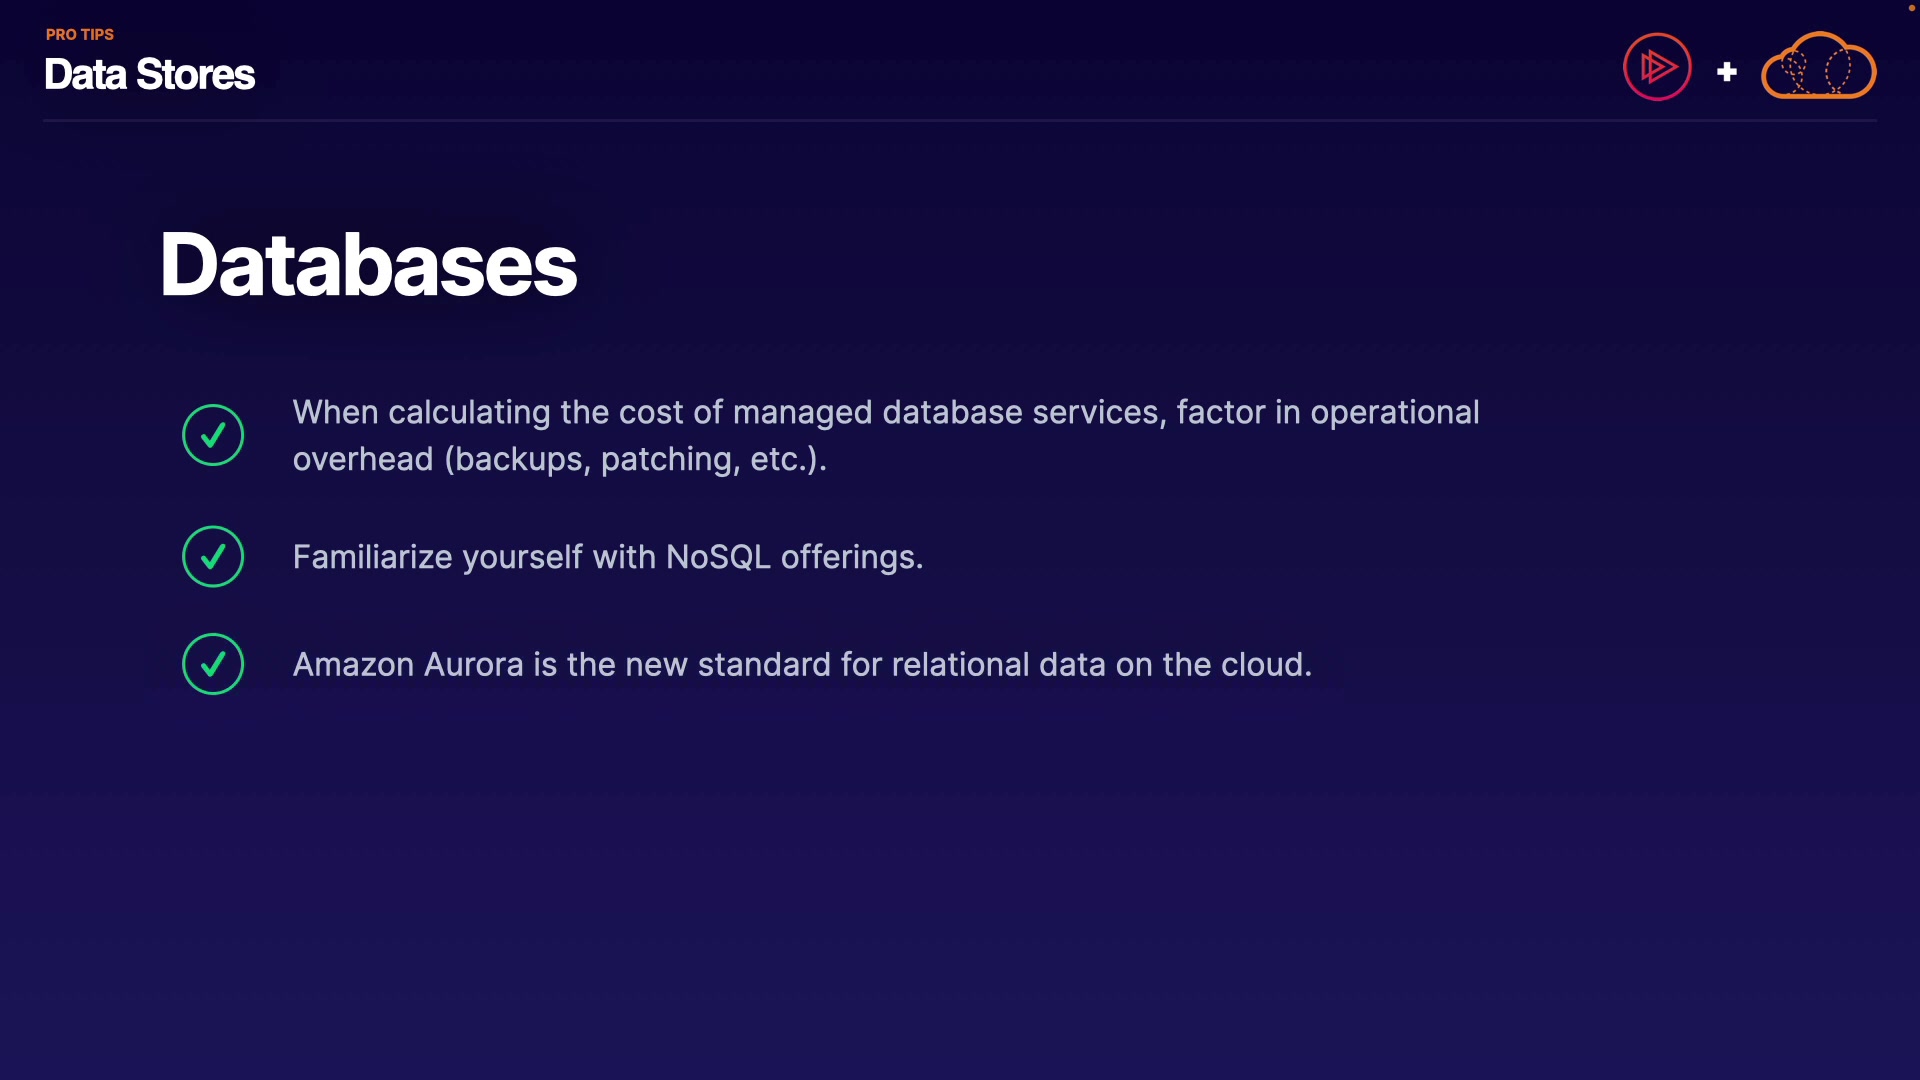 PRO TIPS
Data Stores
Databases
When calculating the cost of managed database services, factor in operational
overhead (backups, patching, etc.).
Familiarize yourself with NoSQL offerings.
Amazon Aurora is the new standard for relational data on the cloud.